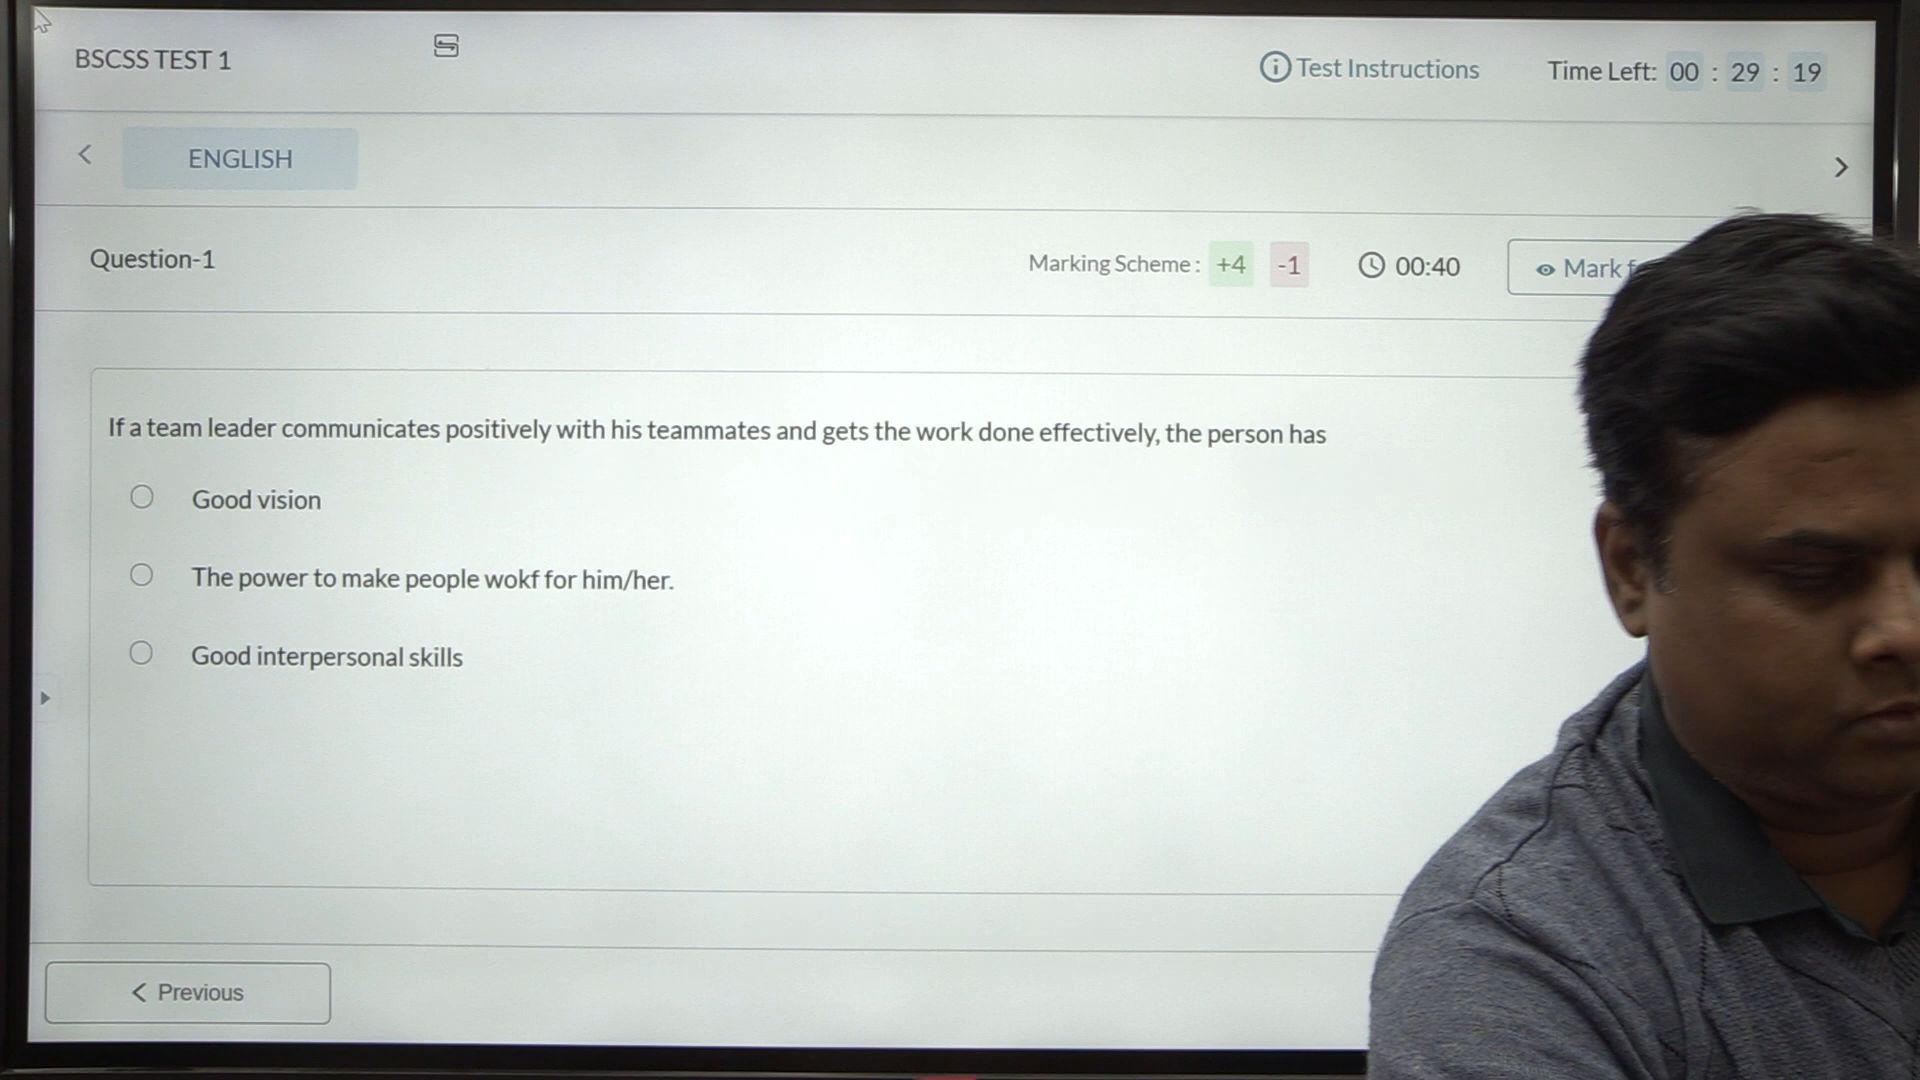 BSCSS TEST 1
Test Instructions
Time Left: 00 : 29 : 19
ENGLISH
Question-1
Marking Scheme : +4 -1
00:40
Mark
If a team leader communicates positively with his teammates and gets the work done effectively, the person has
Good vision
The power to make people wokf for him/her.
Good interpersonal skills
Previous